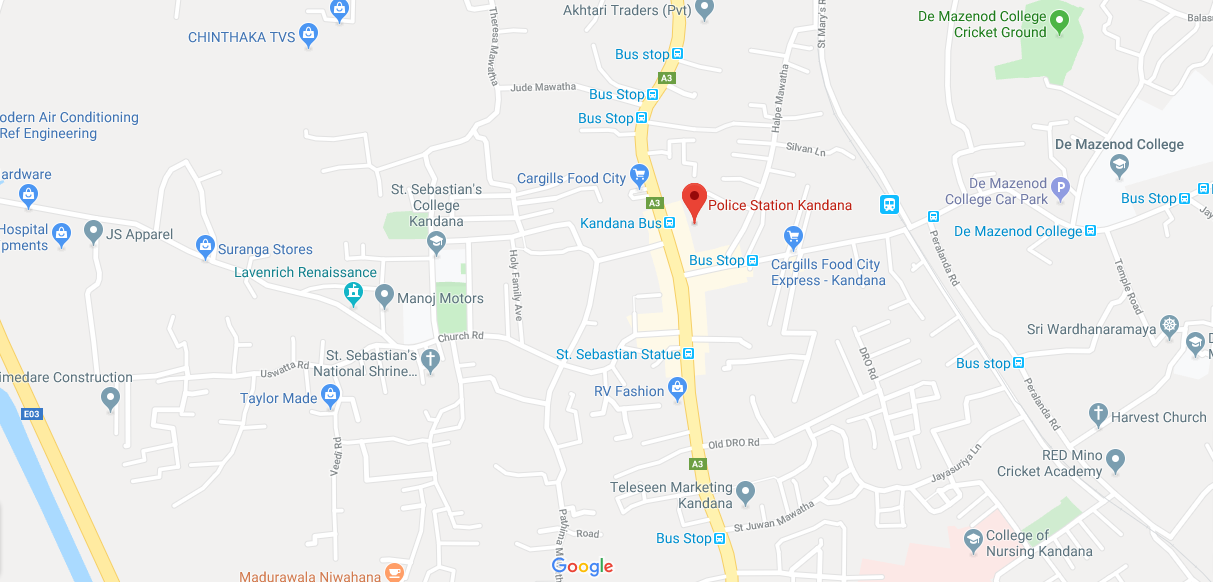 Akhtari Traders (Pvt)
De Mazenod College
Cricket Ground
St Mary's R
Balas
CHINTHAKA TVS
Theresa Mawatha
Bus stop
A3
Jude Mawatha
Bus Stop
Halpe Mawatha
odern Air Conditioning
Ref Engineering
Bus Stop
Silvan Ln
De Mazenod College
ardware
Cargills Food City
St. Sebastian's
College
Kandana
De Mazenod
College Car Park
P
Bus Stop
A3
Police Station Kandana
Hospital
ipments
JS Apparel
Kandana Bus
De Mazenod College
Suranga Stores
Peralanda Rd
Bus Stop
Cargills Food City
Express - Kandana
Lavenrich Renaissance
Holy Family Ave
Temple Road
Manoj Motors
Sri Wardhanaramaya
Church Rd
D
M
St. Sebastian's
National Shrine...
St. Sebastian Statue
DRO Rd
Bus stop
Uswatta Rd
imedare Construction
Taylor Made
RV Fashion
Peralanda Rd
E03
Harvest Church
Veedi Rd
Old DRO Rd
Jayasuriya Ln
RED Mino
Cricket Academy
A3
Teleseen Marketing
Kandana
St Juwan Mawatha
Road
Bus Stop
College of
Nursing Kandana
Google
Madurawala Niwahana